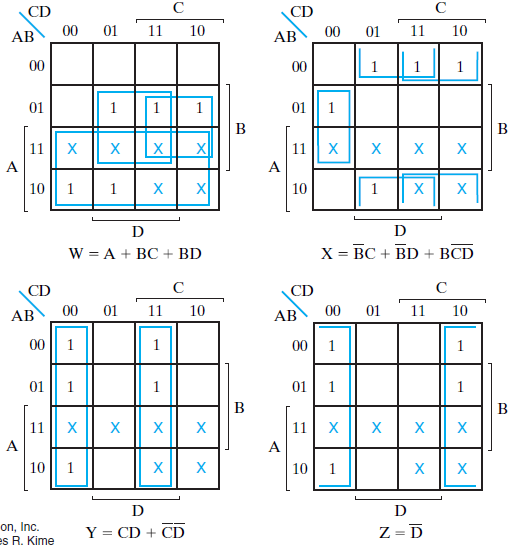 CD C CD C
AB 00 01 11 10 AB 00 01 11 10
00 00 1 1 1
01 1 1 1 01 1
B B
11 X X X X 11 X X X X
A A
10 1 1 X X 10 1 X X
D D
W = A + BC + BD X = B̅C + B̅D + BC̅D̅
CD C CD C
AB 00 01 11 10 AB 00 01 11 10
00 1 1 00 1 1
01 1 1 01 1 1
B B
11 X X X X 11 X X X X
A A
10 1 X X 10 1 X X
D D
on, Inc.
es R. Kime
Y = CD + C̅D̅ Z = D̅